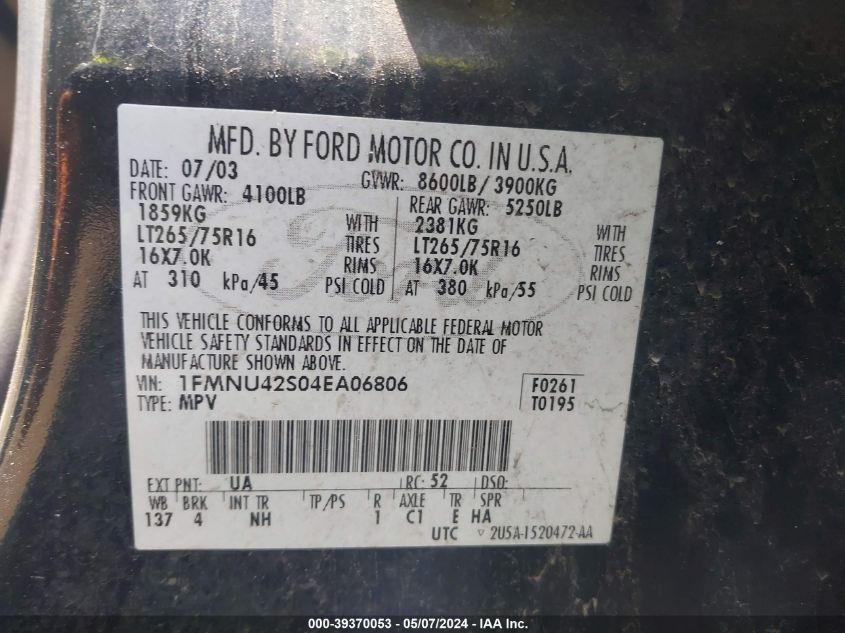 MFD. BY FORD MOTOR CO. IN U.S.A.
DATE: 07/03 GVWR: 8600LB/ 3900KG
FRONT GAWR: 4100LB REAR GAWR: 5250LB
1859KG WITH 2381KG WITH
LT265/75R16 TIRES LT265/75R16 TIRES
16X7.0K RIMS 16X7.0K RIMS
AT 310 kPa/45 PSI COLD AT 380 kPa/55 PSI COLD
THIS VEHICLE CONFORMS TO ALL APPLICABLE FEDERAL MOTOR
VEHICLE SAFETY STANDARDS IN EFFECT ON THE DATE OF
MANUFACTURE SHOWN ABOVE.
VIN: 1FMNU42S04EA06806 F0261
TYPE: MPV T0195
EXT PNT: UA RC: 52 DSO:
WB BRK INT TR TP/PS R AXLE TR SPR
137 4 NH 1 C1 E HA
UTC ▽ 2U5A-1520472-AA
000-39370053 - 05/07/2024 - IAA Inc.